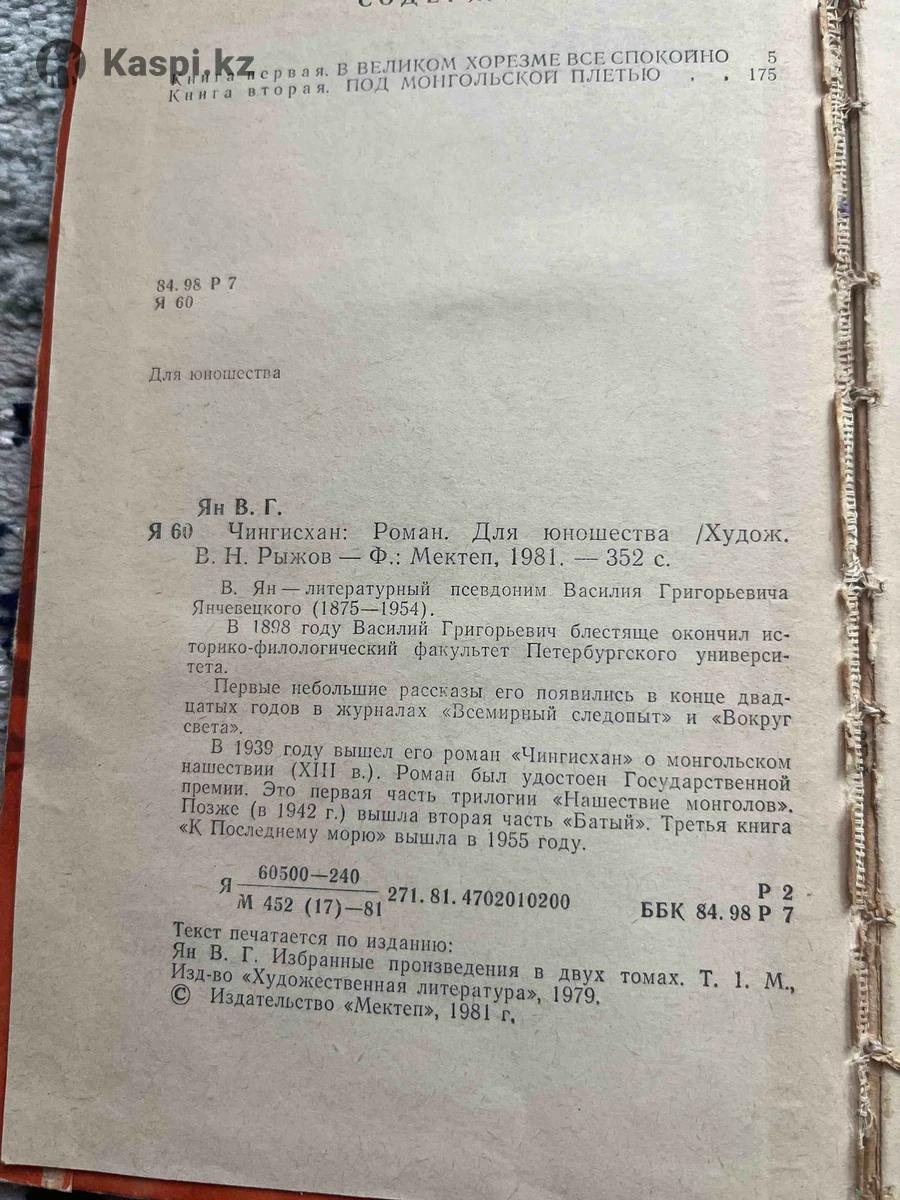 СОДЕРЖ
Kaspi.kz
Книга первая. В ВЕЛИКОМ ХОРЕЗМЕ ВСЕ СПОКОЙНО 5
Книга вторая. ПОД МОНГОЛЬСКОЙ ПЛЕТЬЮ . . 175
84.98 Р 7
Я 60
Для юношества
Ян В. Г.
Я 60 Чингисхан: Роман. Для юношества /Худож.
В. Н. Рыжов — Ф.: Мектеп, 1981. — 352 с.
В. Ян — литературный псевдоним Василия Григорьевича
Янчевецкого (1875—1954).
В 1898 году Василий Григорьевич блестяще окончил ис-
торико-филологический факультет Петербургского универси-
тета.
Первые небольшие рассказы его появились в конце двад-
цатых годов в журналах «Всемирный следопыт» и «Вокруг
света».
В 1939 году вышел его роман «Чингисхан» о монгольском
нашествии (XIII в.). Роман был удостоен Государственной
премии. Это первая часть трилогии «Нашествие монголов».
Позже (в 1942 г.) вышла вторая часть «Батый». Третья книга
«К Последнему морю» вышла в 1955 году.
Я 60500—240
М 452 (17)—81 271.81.4702010200
Р 2
ББК 84.98 Р 7
Текст печатается по изданию:
Ян В. Г. Избранные произведения в двух томах. Т. 1. М.,
Изд-во «Художественная литература», 1979.
© Издательство «Мектеп», 1981 г.